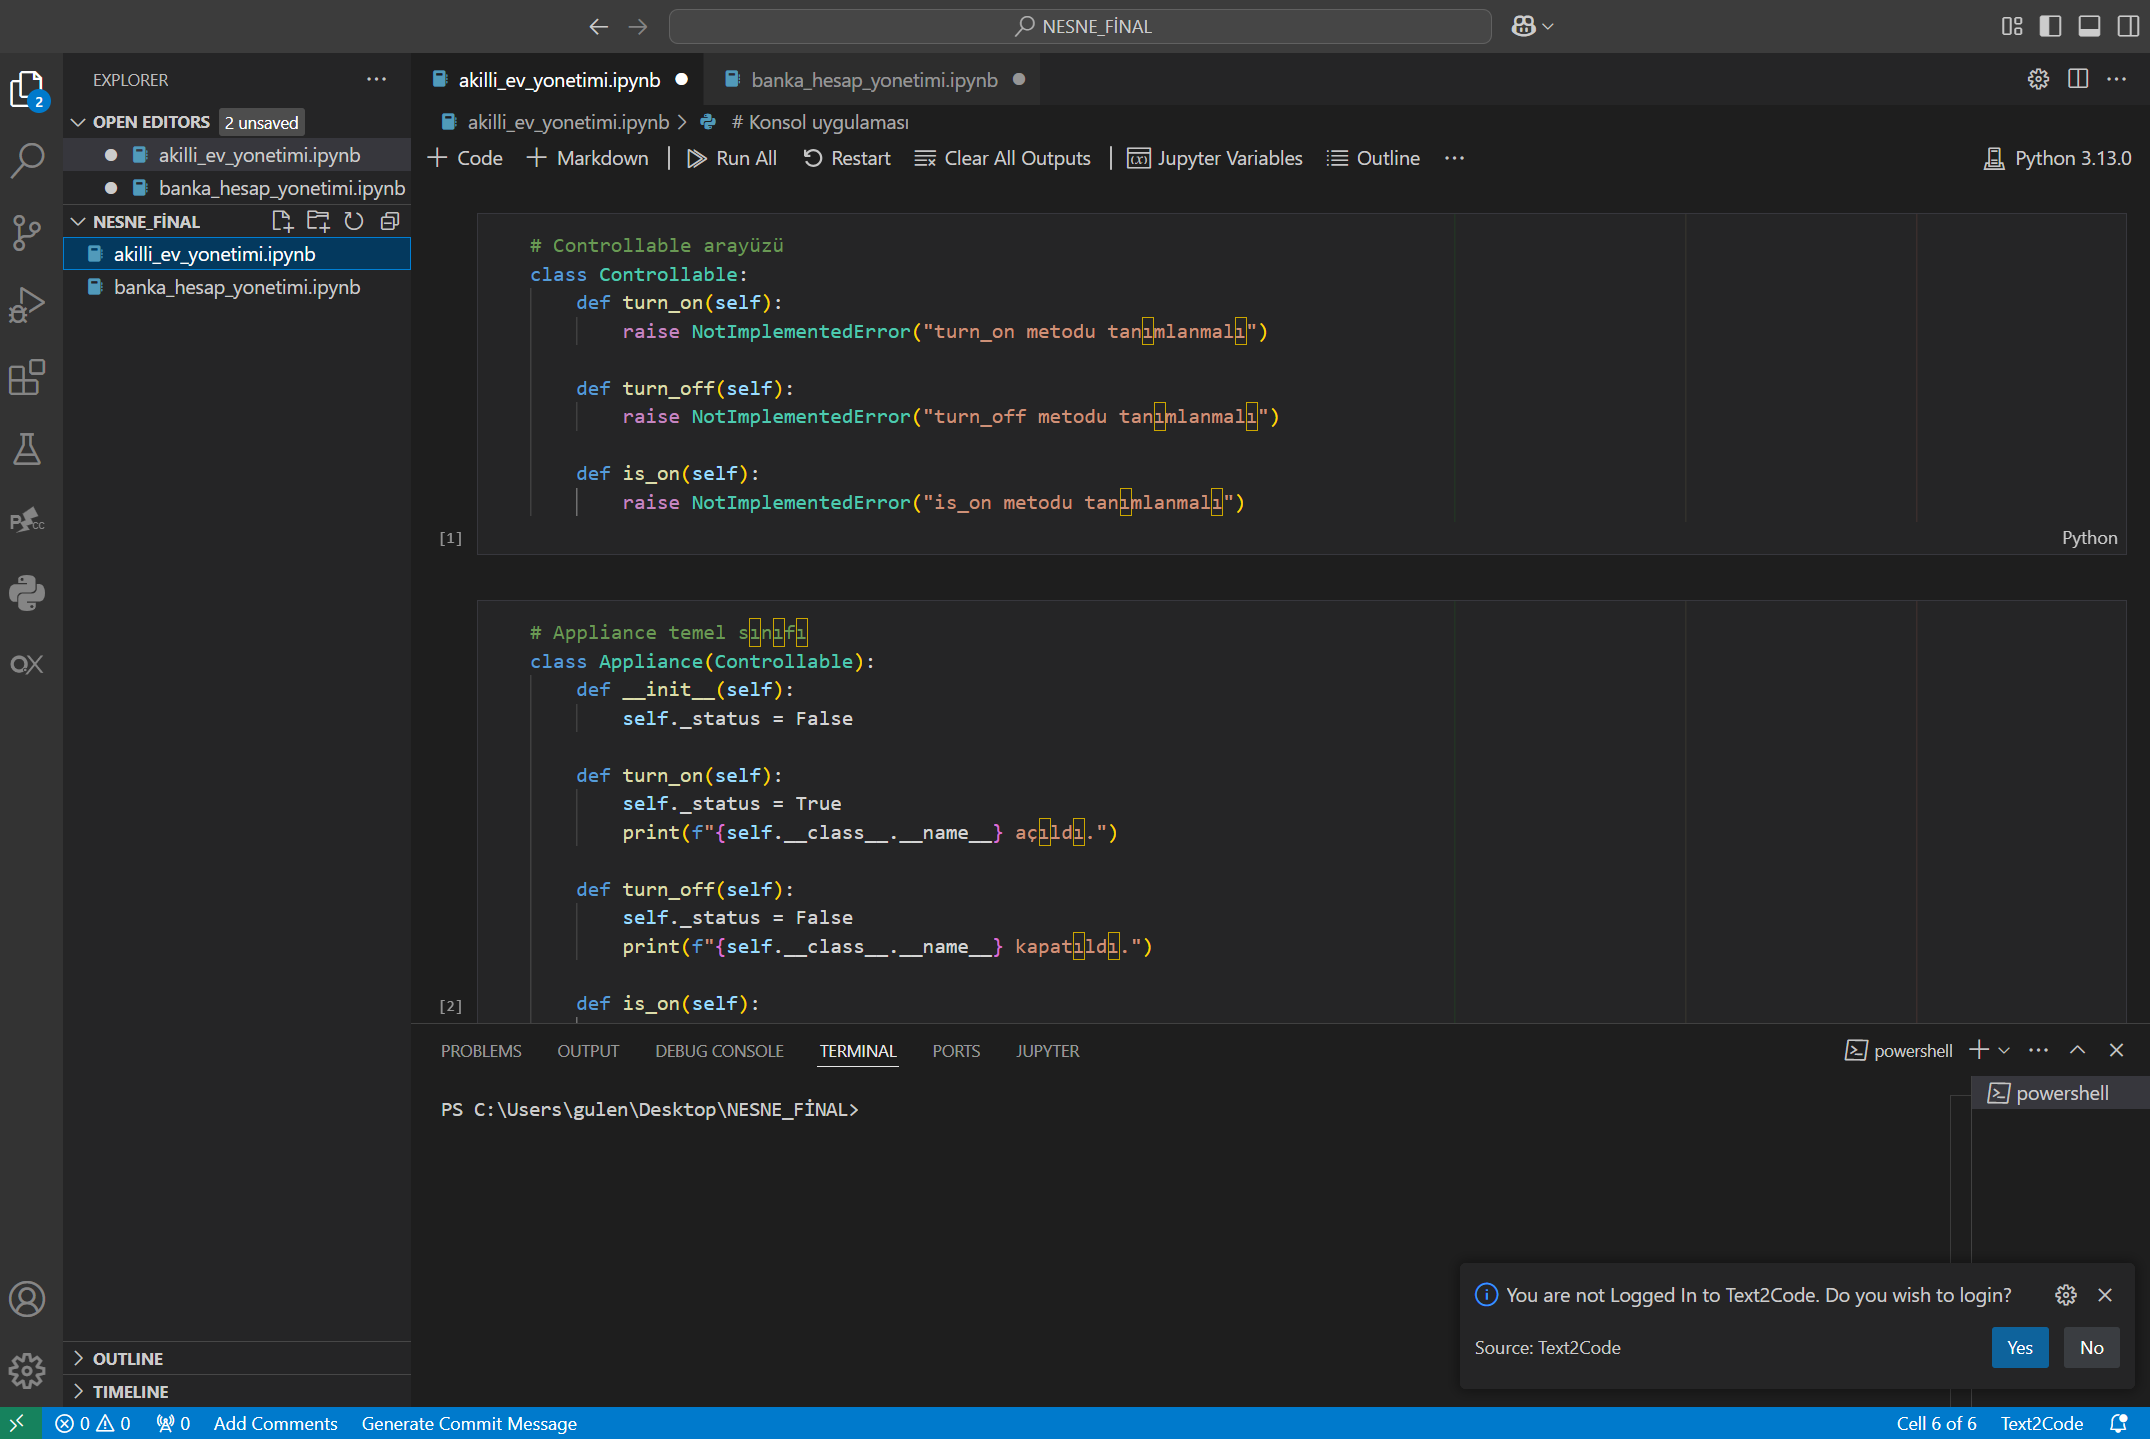 NESNE_FİNAL
EXPLORER
2
OPEN EDITORS 2 unsaved
akilli_ev_yonetimi.ipynb
banka_hesap_yonetimi.ipynb
NESNE_FİNAL
akilli_ev_yonetimi.ipynb
banka_hesap_yonetimi.ipynb
OUTLINE
TIMELINE
akilli_ev_yonetimi.ipynb
banka_hesap_yonetimi.ipynb
akilli_ev_yonetimi.ipynb > # Konsol uygulaması
+ Code + Markdown | Run All Restart Clear All Outputs | Jupyter Variables Outline ...
Python 3.13.0
# Controllable arayüzü
class Controllable:
    def turn_on(self):
        raise NotImplementedError("turn_on metodu tanımlanmalı")
    def turn_off(self):
        raise NotImplementedError("turn_off metodu tanımlanmalı")
    def is_on(self):
        raise NotImplementedError("is_on metodu tanımlanmalı")
[1]
Python
# Appliance temel sınıfı
class Appliance(Controllable):
    def __init__(self):
        self._status = False
    def turn_on(self):
        self._status = True
        print(f"{self.__class__.__name__} açıldı.")
    def turn_off(self):
        self._status = False
        print(f"{self.__class__.__name__} kapatıldı.")
    def is_on(self):
[2]
PROBLEMS OUTPUT DEBUG CONSOLE TERMINAL PORTS JUPYTER
powershell
PS C:\Users\gulen\Desktop\NESNE_FİNAL>
powershell
You are not Logged In to Text2Code. Do you wish to login?
Source: Text2Code
Yes
No
0 0 0 Add Comments Generate Commit Message
Cell 6 of 6 Text2Code